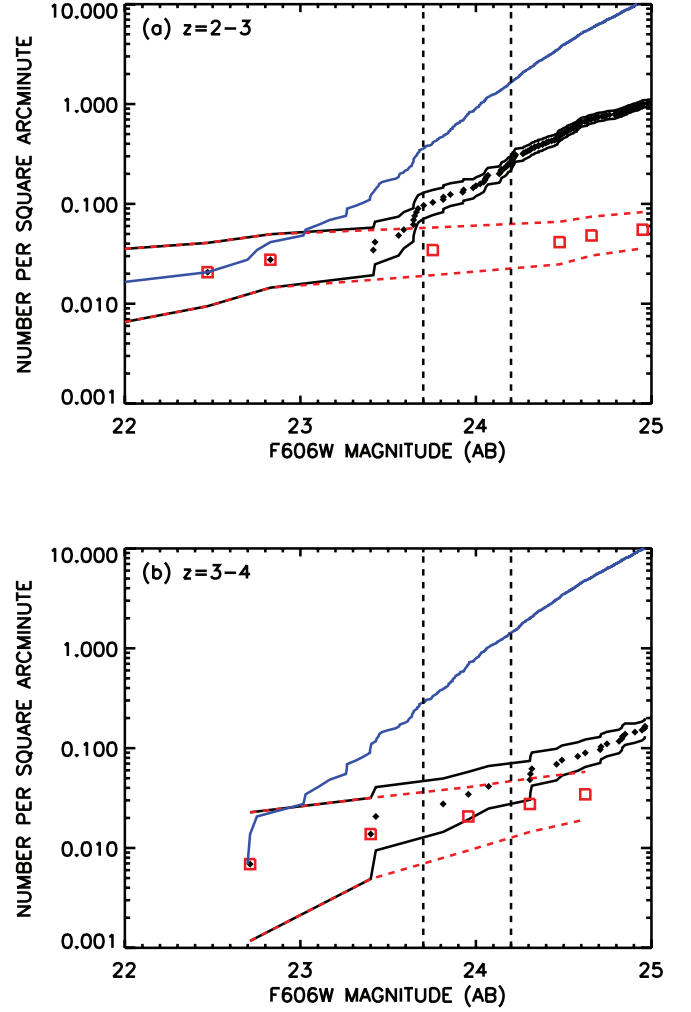 (a) z=2-3
10.000
1.000
0.100
0.010
0.001
NUMBER PER SQUARE ARCMINUTE
22 23 24 25
F606W MAGNITUDE (AB)
(b) z=3-4
10.000
1.000
0.100
0.010
0.001
NUMBER PER SQUARE ARCMINUTE
22 23 24 25
F606W MAGNITUDE (AB)